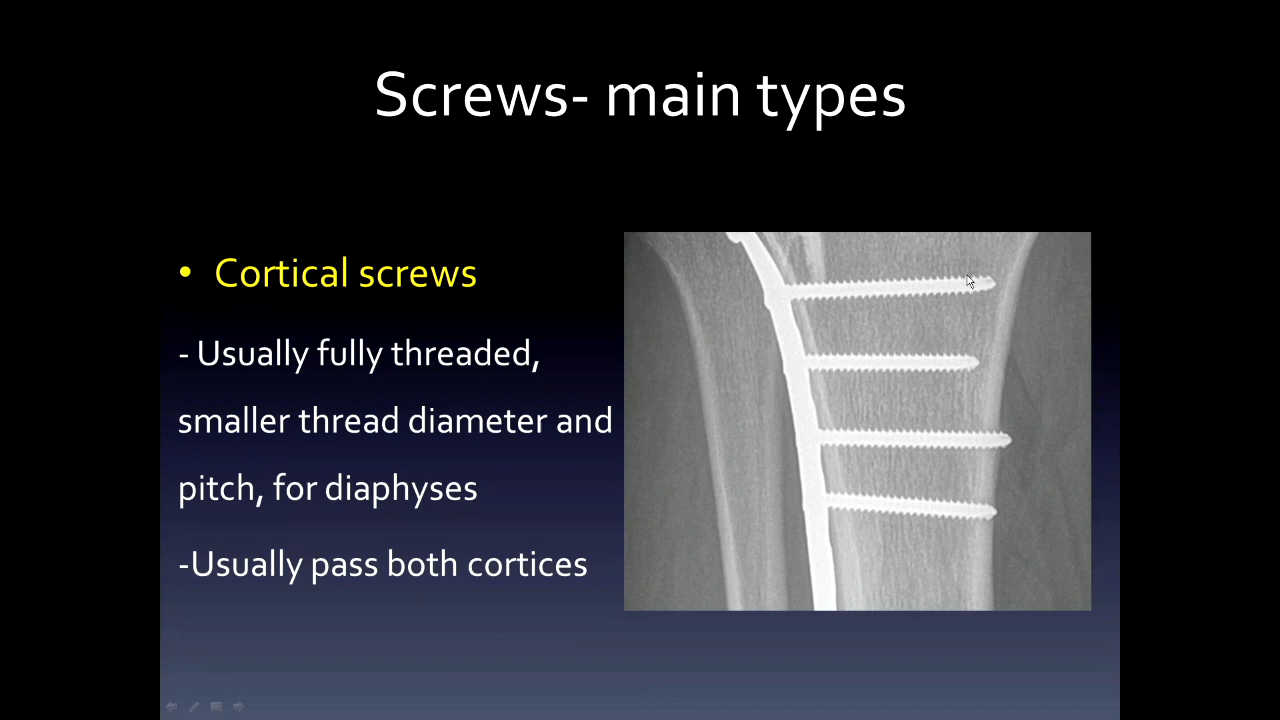 Screws- main types
• Cortical screws
- Usually fully threaded,
smaller thread diameter and
pitch, for diaphyses
-Usually pass both cortices